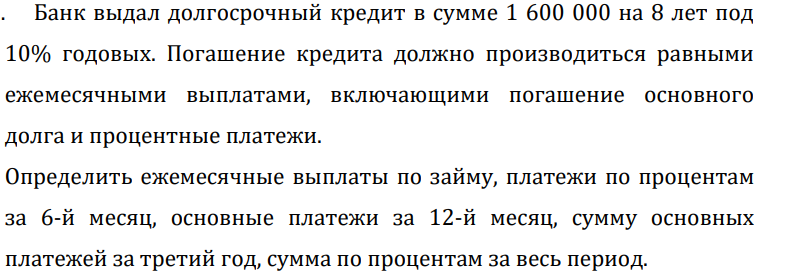 . Банк выдал долгосрочный кредит в сумме 1 600 000 на 8 лет под
10% годовых. Погашение кредита должно производиться равными
ежемесячными выплатами, включающими погашение основного
долга и процентные платежи.
Определить ежемесячные выплаты по займу, платежи по процентам
за 6-й месяц, основные платежи за 12-й месяц, сумму основных
платежей за третий год, сумма по процентам за весь период.